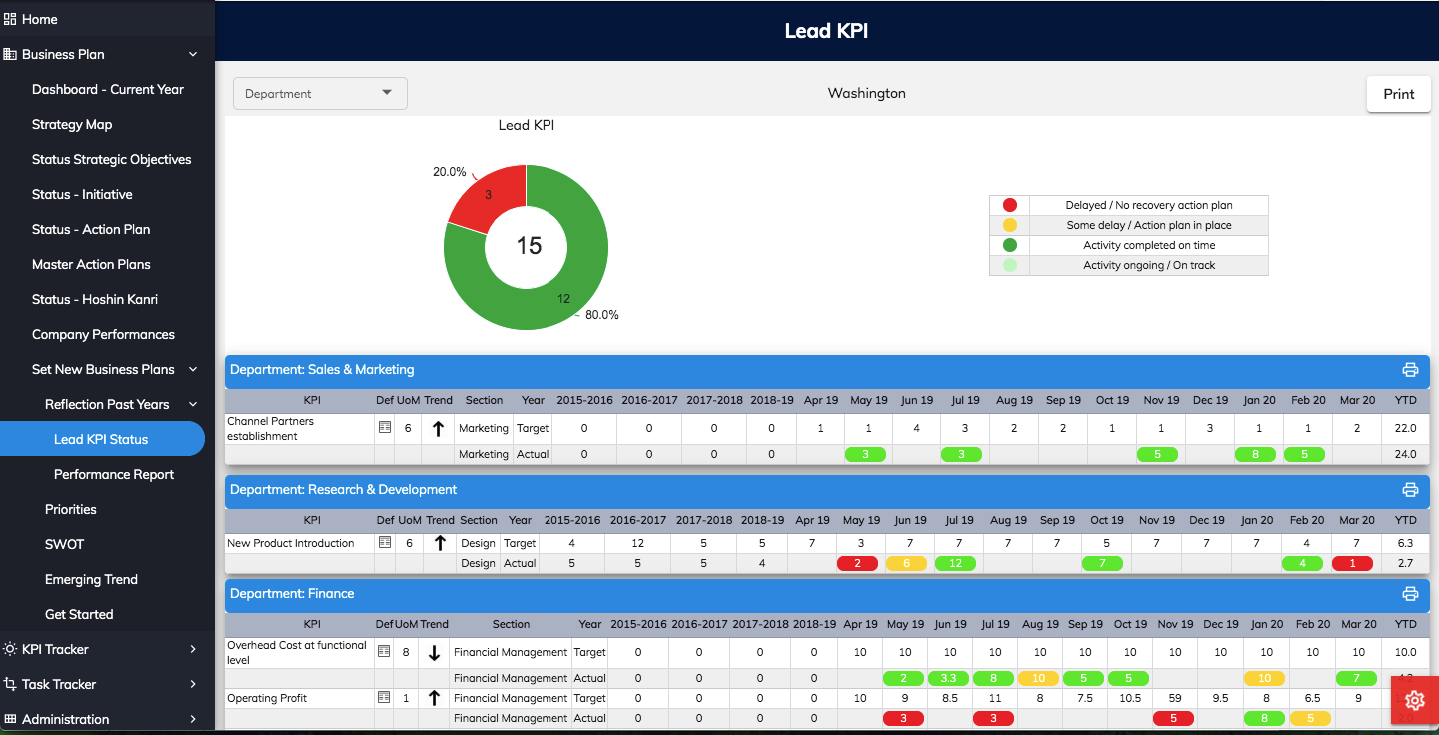 Home
Business Plan
Dashboard - Current Year
Strategy Map
Status Strategic Objectives
Status - Initiative
Status - Action Plan
Master Action Plans
Status - Hoshin Kanri
Company Performances
Set New Business Plans
Reflection Past Years
Lead KPI Status
Performance Report
Priorities
SWOT
Emerging Trend
Get Started
KPI Tracker
Task Tracker
Administration
Lead KPI
Department
Washington
Print
Lead KPI
20.0%
3
15
12
80.0%
Delayed / No recovery action plan
Some delay / Action plan in place
Activity completed on time
Activity ongoing / On track
Department: Sales & Marketing
KPI Def UoM Trend Section Year 2015-2016 2016-2017 2017-2018 2018-19 Apr 19 May 19 Jun 19 Jul 19 Aug 19 Sep 19 Oct 19 Nov 19 Dec 19 Jan 20 Feb 20 Mar 20 YTD
Channel Partners
establishment
6 Marketing Target 0 0 0 0 1 1 4 3 2 2 1 1 3 1 1 2 22.0
Marketing Actual 0 0 0 0 3 3 5 8 5 24.0
Department: Research & Development
KPI Def UoM Trend Section Year 2015-2016 2016-2017 2017-2018 2018-19 Apr 19 May 19 Jun 19 Jul 19 Aug 19 Sep 19 Oct 19 Nov 19 Dec 19 Jan 20 Feb 20 Mar 20 YTD
New Product Introduction 6 Design Target 4 12 5 5 7 3 7 7 7 7 5 7 7 7 4 7 6.3
Design Actual 5 5 5 4 2 6 12 7 4 1 2.7
Department: Finance
KPI Def UoM Trend Section Year 2015-2016 2016-2017 2017-2018 2018-19 Apr 19 May 19 Jun 19 Jul 19 Aug 19 Sep 19 Oct 19 Nov 19 Dec 19 Jan 20 Feb 20 Mar 20 YTD
Overhead Cost at functional
level
8 Financial Management Target 0 0 0 0 10 10 10 10 10 10 10 10 10 10 10 10 10.0
Financial Management Actual 0 0 0 0 2 3.3 8 10 5 5 10 7
Operating Profit 1 Financial Management Target 0 0 0 0 10 9 8.5 11 8 7.5 10.5 59 9.5 8 6.5 9
Financial Management Actual 0 0 0 0 3 3 5 8 5